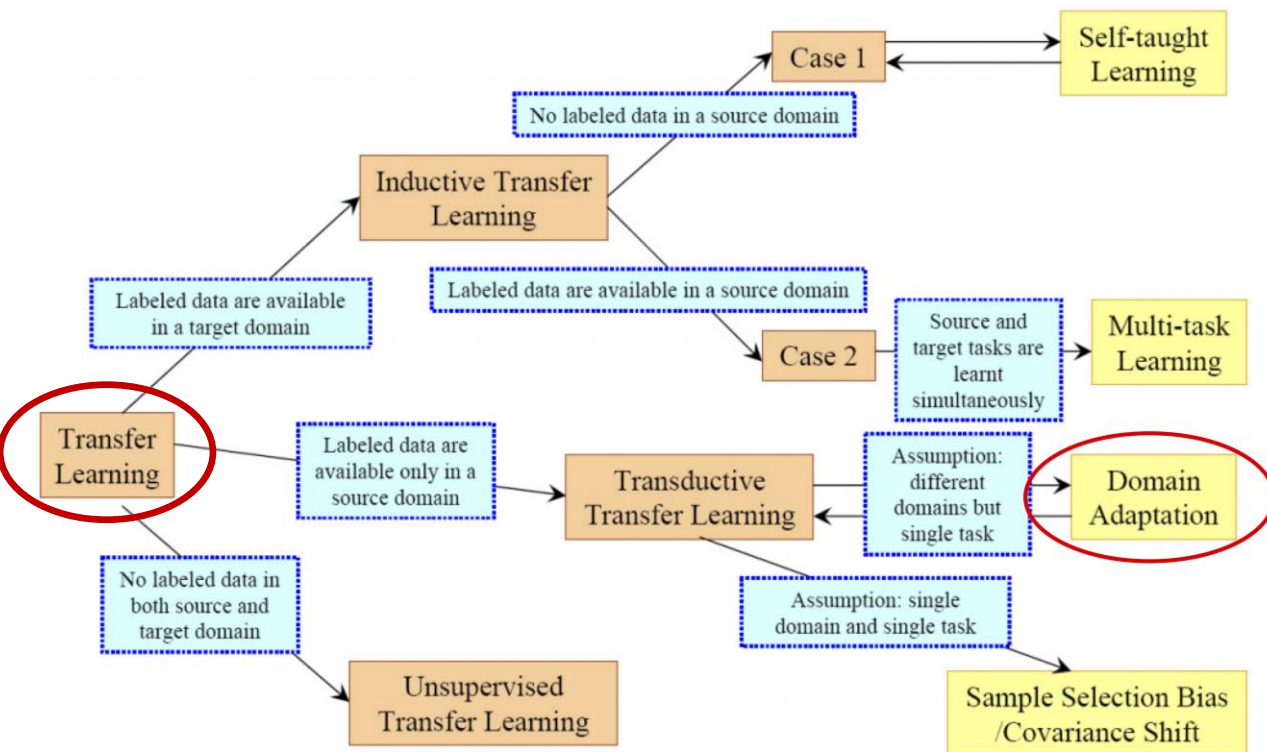 Case 1
Self-taught
Learning
No labeled data in a source domain
Inductive Transfer
Learning
Labeled data are available
in a target domain
Labeled data are available in a source domain
Case 2
Source and
target tasks are
learnt
simultaneously
Multi-task
Learning
Transfer
Learning
Labeled data are
available only in a
source domain
Transductive
Transfer Learning
Assumption:
different
domains but
single task
Domain
Adaptation
No labeled data in
both source and
target domain
Assumption: single
domain and single task
Unsupervised
Transfer Learning
Sample Selection Bias
/Covariance Shift